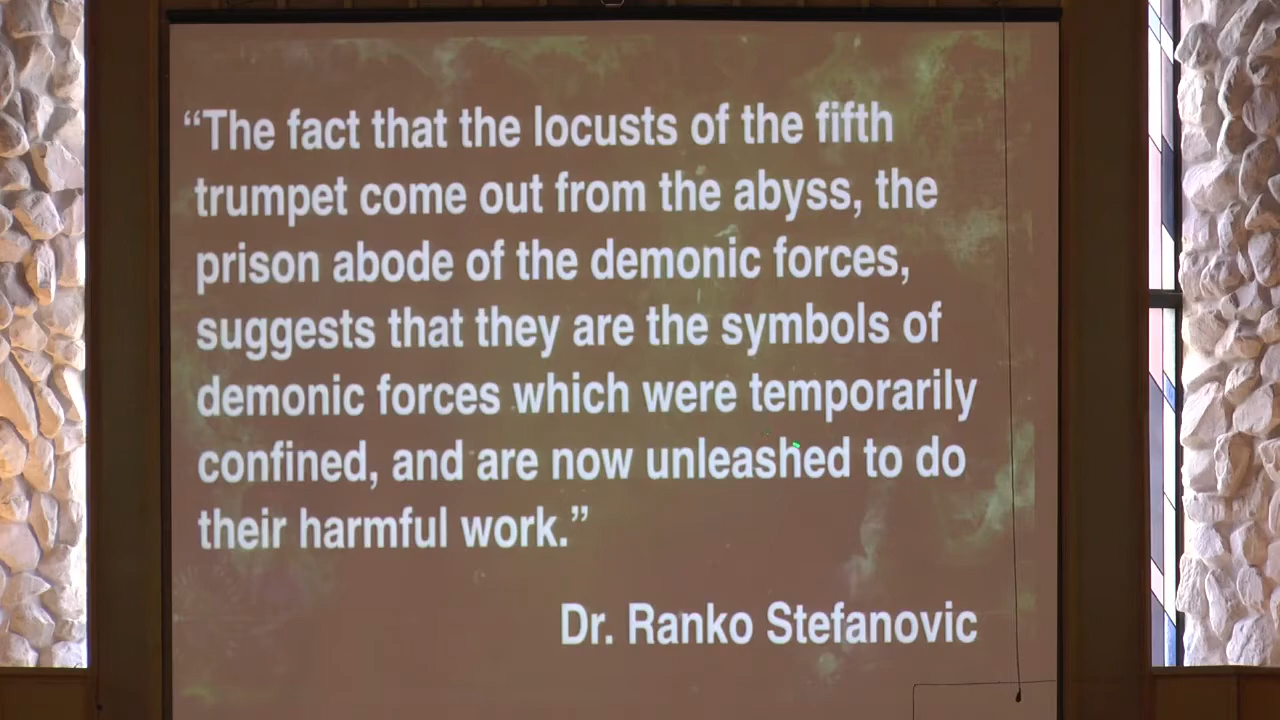 “The fact that the locusts of the fifth
trumpet come out from the abyss, the
prison abode of the demonic forces,
suggests that they are the symbols of
demonic forces which were temporarily
confined, and are now unleashed to do
their harmful work.”
Dr. Ranko Stefanovic